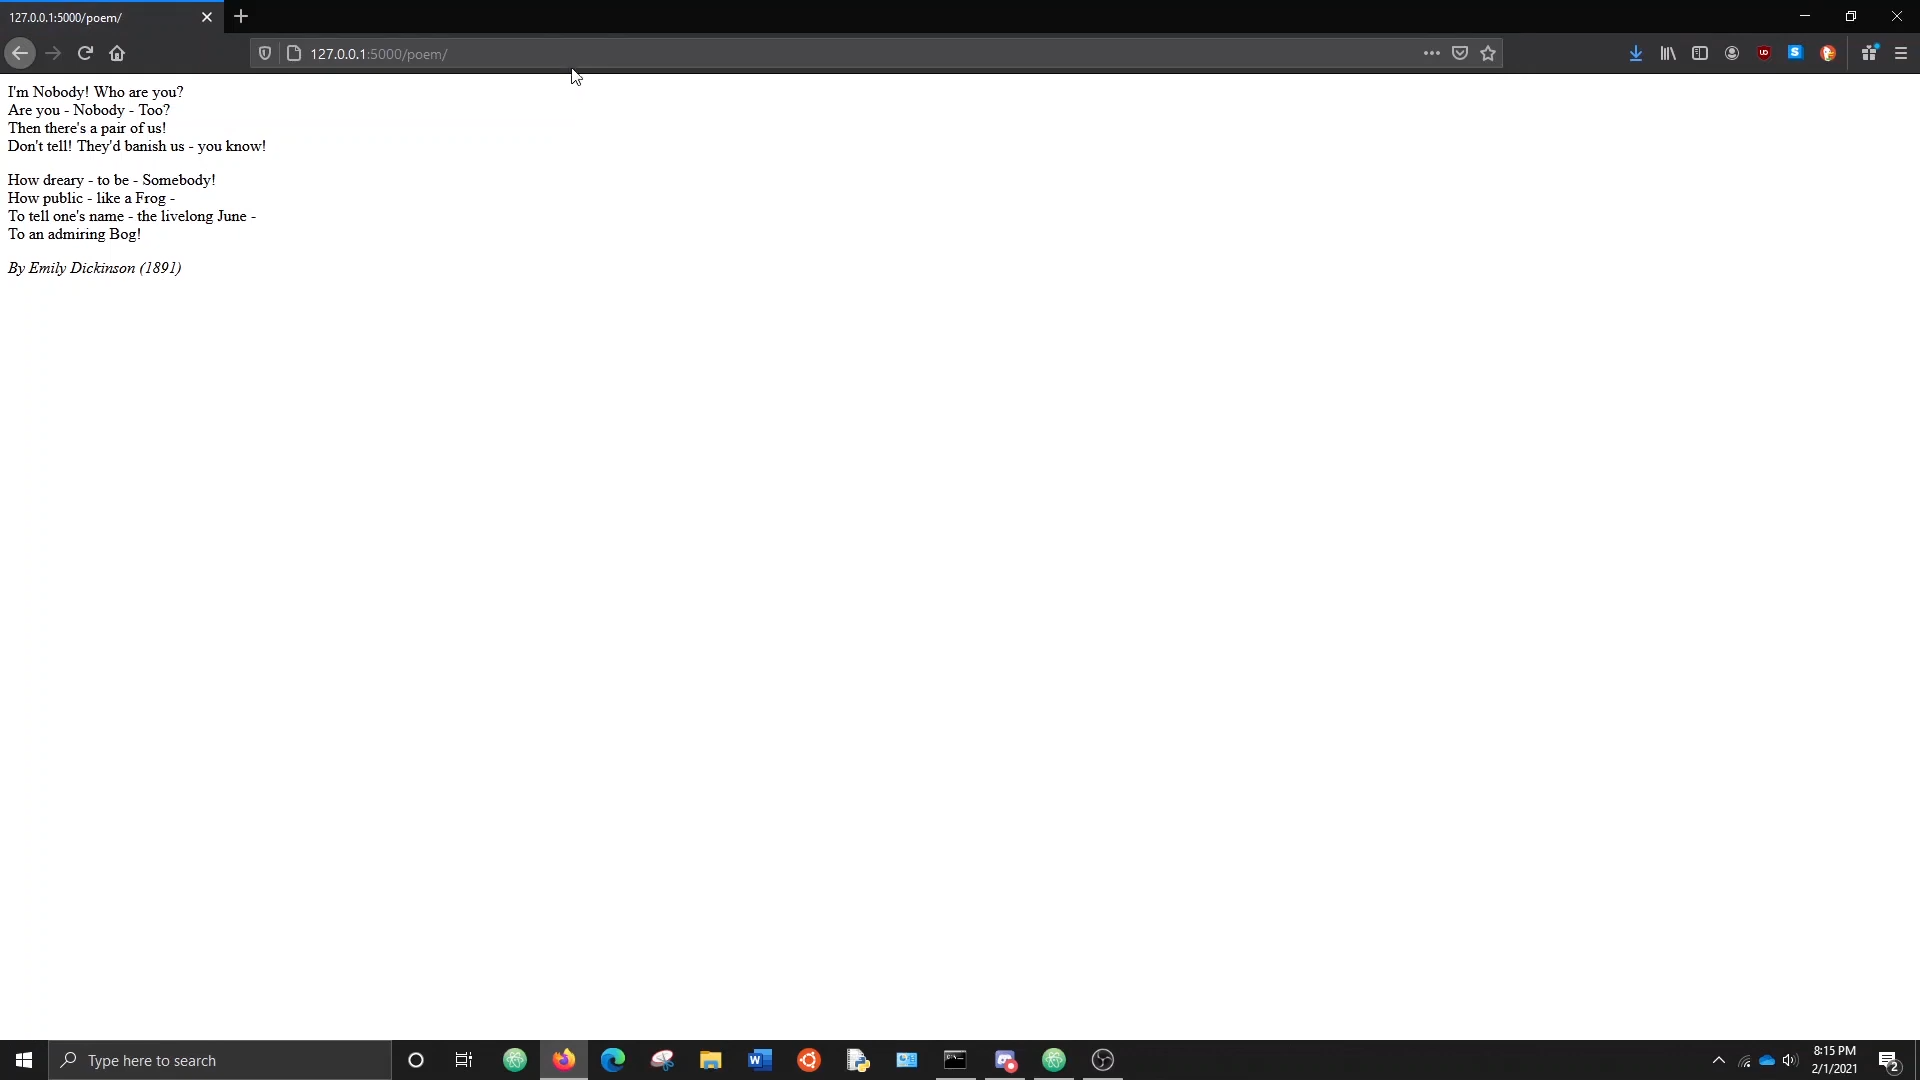 127.0.0.1:5000/poem/
127.0.0.1:5000/poem/
I'm Nobody! Who are you?
Are you - Nobody - Too?
Then there's a pair of us!
Don't tell! They'd banish us - you know!
How dreary - to be - Somebody!
How public - like a Frog -
To tell one's name - the livelong June -
To an admiring Bog!
By Emily Dickinson (1891)
Type here to search
8:15 PM
2/1/2021
2